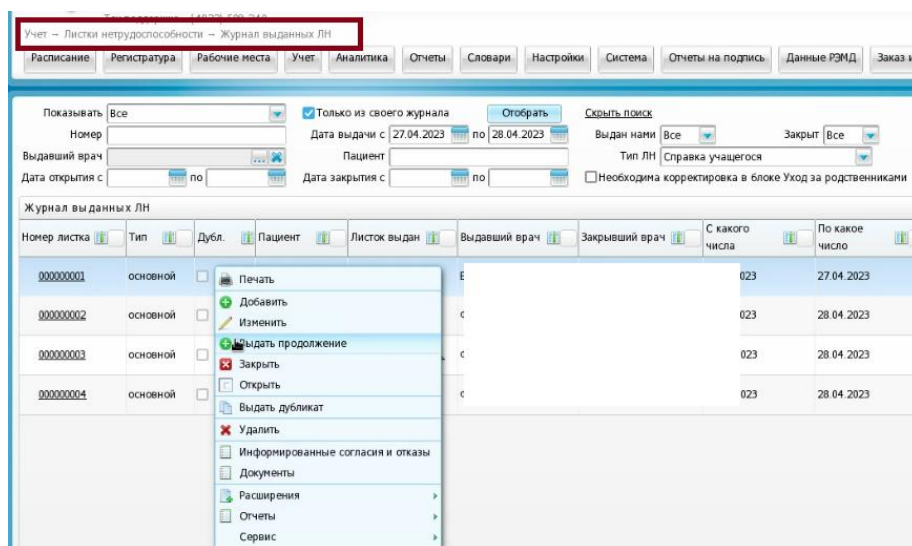 Учет → Листки нетрудоспособности → Журнал выданных ЛН
Расписание Регистратура Рабочие места Учет Аналитика Отчеты Словари Настройки Система Отчеты на подпись Данные РЭМД Заказ
Показывать Все Только из своего журнала Отобрать Скрыть поиск
Номер Дата выдачи с 27.04.2023 по 28.04.2023 Выдан нами Все Закрыт Все
Выдавший врач ... Пациент Тип ЛН Справка учащегося
Дата открытия с по Дата закрытия с по Необходима корректировка в блоке Уход за родственниками
Журнал выданных ЛН
Номер листка Тип Дубл. Пациент Листок выдан Выдавший врач Закрывший врач С какого числа По какое число
000000001 основной 023 27.04.2023
000000002 основной 023 28.04.2023
000000003 основной 023 28.04.2023
000000004 основной 023 28.04.2023
Печать
Добавить
Изменить
Выдать продолжение
Закрыть
Открыть
Выдать дубликат
Удалить
Информированные согласия и отказы
Документы
Расширения
Отчеты
Сервис